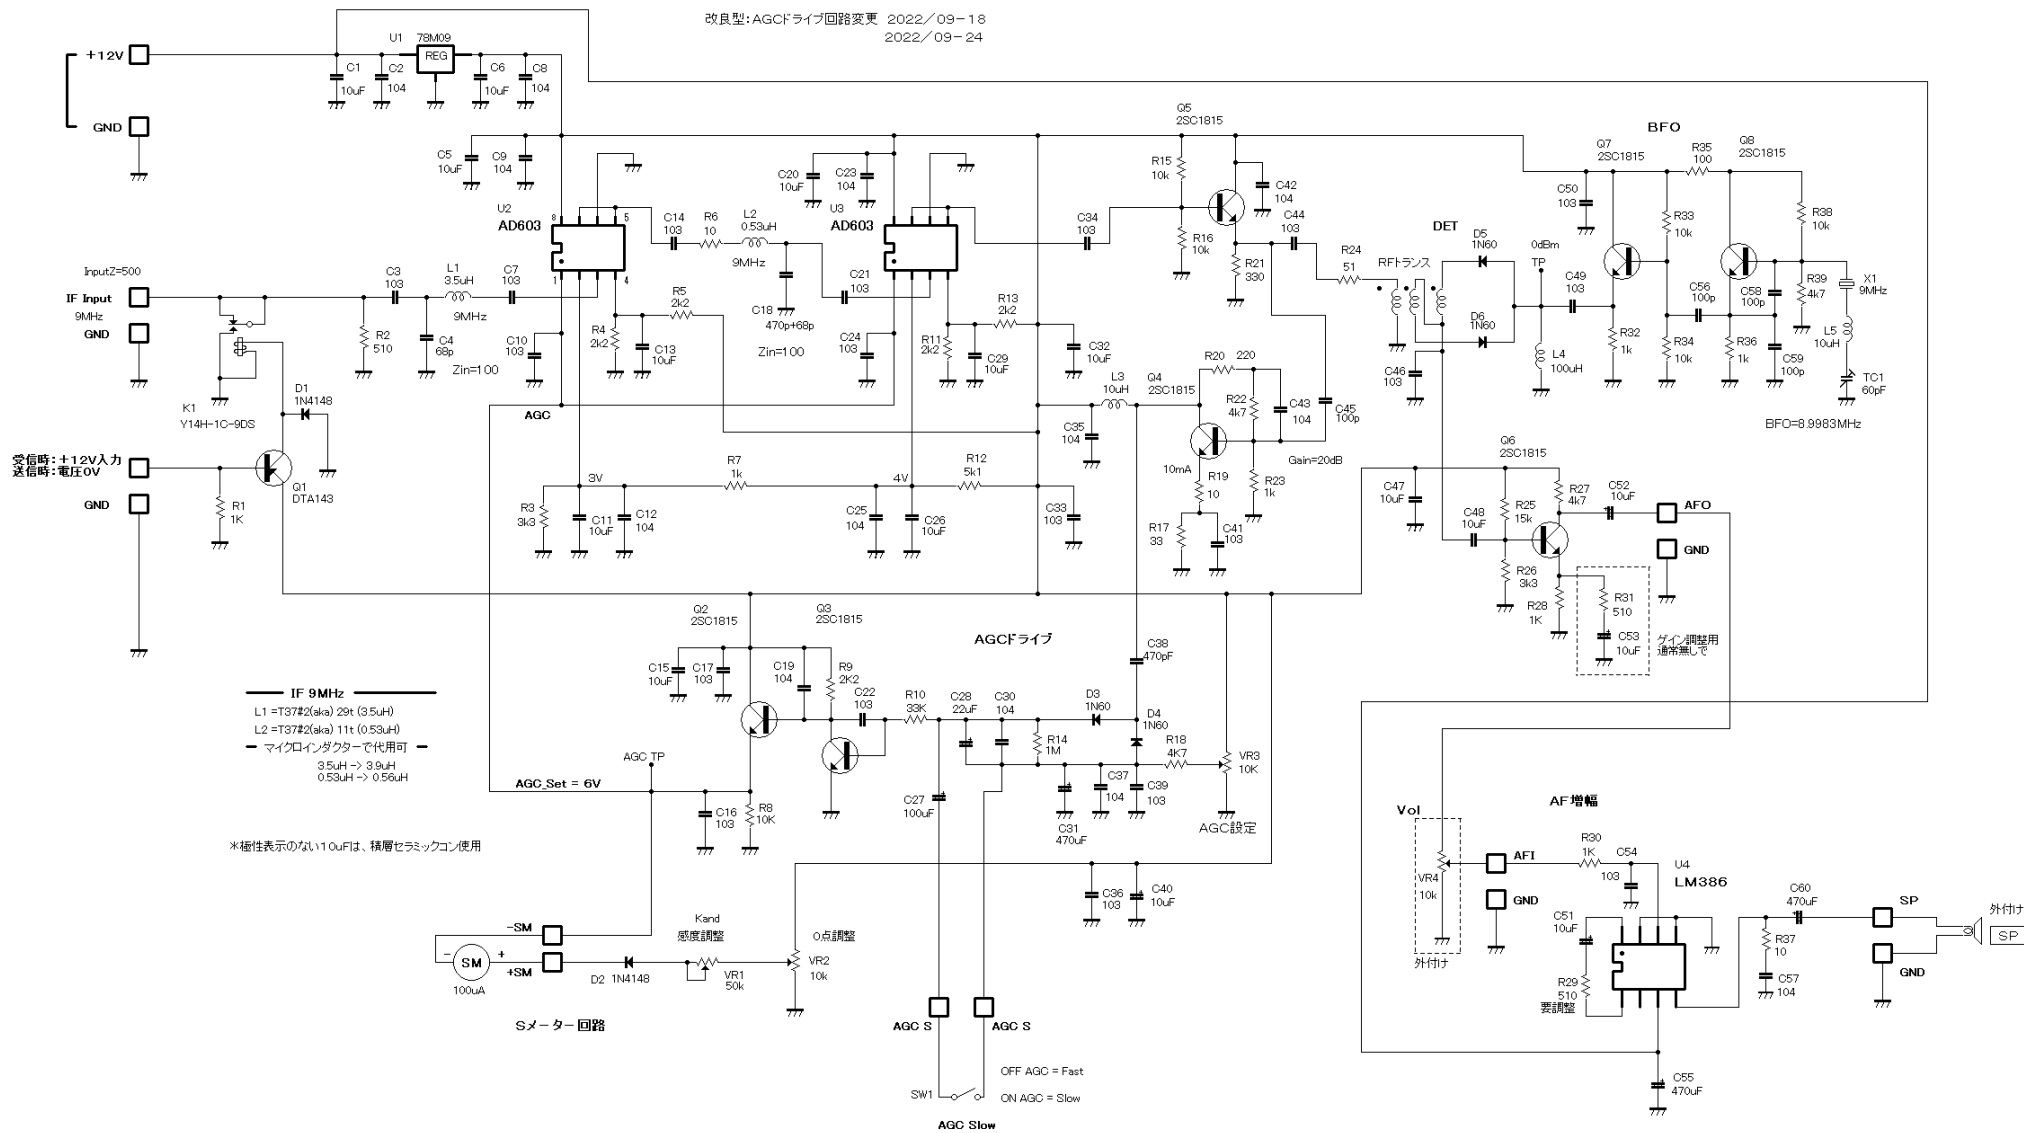 改良型:AGCドライブ回路変更 2022/09-18
2022/09-24
+12V
GND
C1
10uF
C2
104
U1
78M09
REG
C6
10uF
C8
104
C5
10uF
C9
104
U2
AD603
8
5
1
4
C14
103
R6
10
L2
0.53uH
9MHz
C20
10uF
C23
104
U3
AD603
C34
103
Q5
2SC1815
R15
10k
R16
10k
C42
104
C44
103
R21
330
R24
51
RFトランス
DET
D5
1N60
D6
1N60
0dBm
TP
C49
103
L4
100uH
C46
103
BFO
Q7
2SC1815
R35
100
Q8
2SC1815
C50
103
R33
10k
R38
10k
C56
100p
C58
100p
R39
4k7
X1
9MHz
R32
1k
R34
10k
R36
1k
C59
100p
L5
10uH
TC1
60pF
BFO=8.9983MHz
InputZ=500
IF Input
9MHz
GND
C3
103
L1
3.5uH
9MHz
C7
103
R2
510
C4
68p
Zin=100
C10
103
R4
2k2
R5
2k2
C13
10uF
C18
470p+68p
Zin=100
C21
103
C24
103
R11
2k2
R13
2k2
C29
10uF
C32
10uF
K1
Y14H-1C-9DS
D1
1N4148
AGC
受信時:+12V入力
送信時:電圧0V
GND
R1
1K
Q1
DTA143
R3
3k3
3V
C11
10uF
C12
104
R7
1k
C25
104
4V
C26
10uF
R12
5k1
C33
103
L3
10uH
C35
104
Q4
2SC1815
R20 220
R22
4k7
C43
104
C45
100p
10mA
Gain=20dB
R19
10
R23
1k
R17
33
C41
103
Q6
2SC1815
C47
10uF
C48
10uF
R25
15k
R27
4k7
C52
10uF
AFO
GND
R26
3k3
R28
1K
R31
510
C53
10uF
ゲイン調整用
通常無しで
Q2
2SC1815
Q3
2SC1815
AGCドライブ
C15
10uF
C17
103
C19
104
R9
2K2
C22
103
R10
33K
C28
22uF
C30
104
C38
470pF
D3
1N60
D4
1N60
R14
1M
R18
4K7
VR3
10K
AGC設定
AGC TP
AGC_Set = 6V
C16
103
R8
10K
C27
100uF
C31
470uF
C37
104
C39
103
IF 9MHz
L1 =T37#2(aka) 29t (3.5uH)
L2 =T37#2(aka) 11t (0.53uH)
マイクロインダクターで代用可
3.5uH -> 3.9uH
0.53uH -> 0.56uH
※極性表示のない10uFは、積層セラミックコン使用
C36
103
C40
10uF
-SM
+SM
-
+
SM
100uA
D2 1N4148
Kand
感度調整
VR1
50k
0点調整
VR2
10k
Sメーター回路
AGC S
AGC S
SW1
OFF AGC = Fast
ON AGC = Slow
AGC Slow
Vol
VR4
10k
外付け
AF増幅
AFI
GND
R30
1K
C54
103
U4
LM386
C51
10uF
R29
510
要調整
C60
470uF
R37
10
C57
104
C55
470uF
SP
GND
外付け
SP